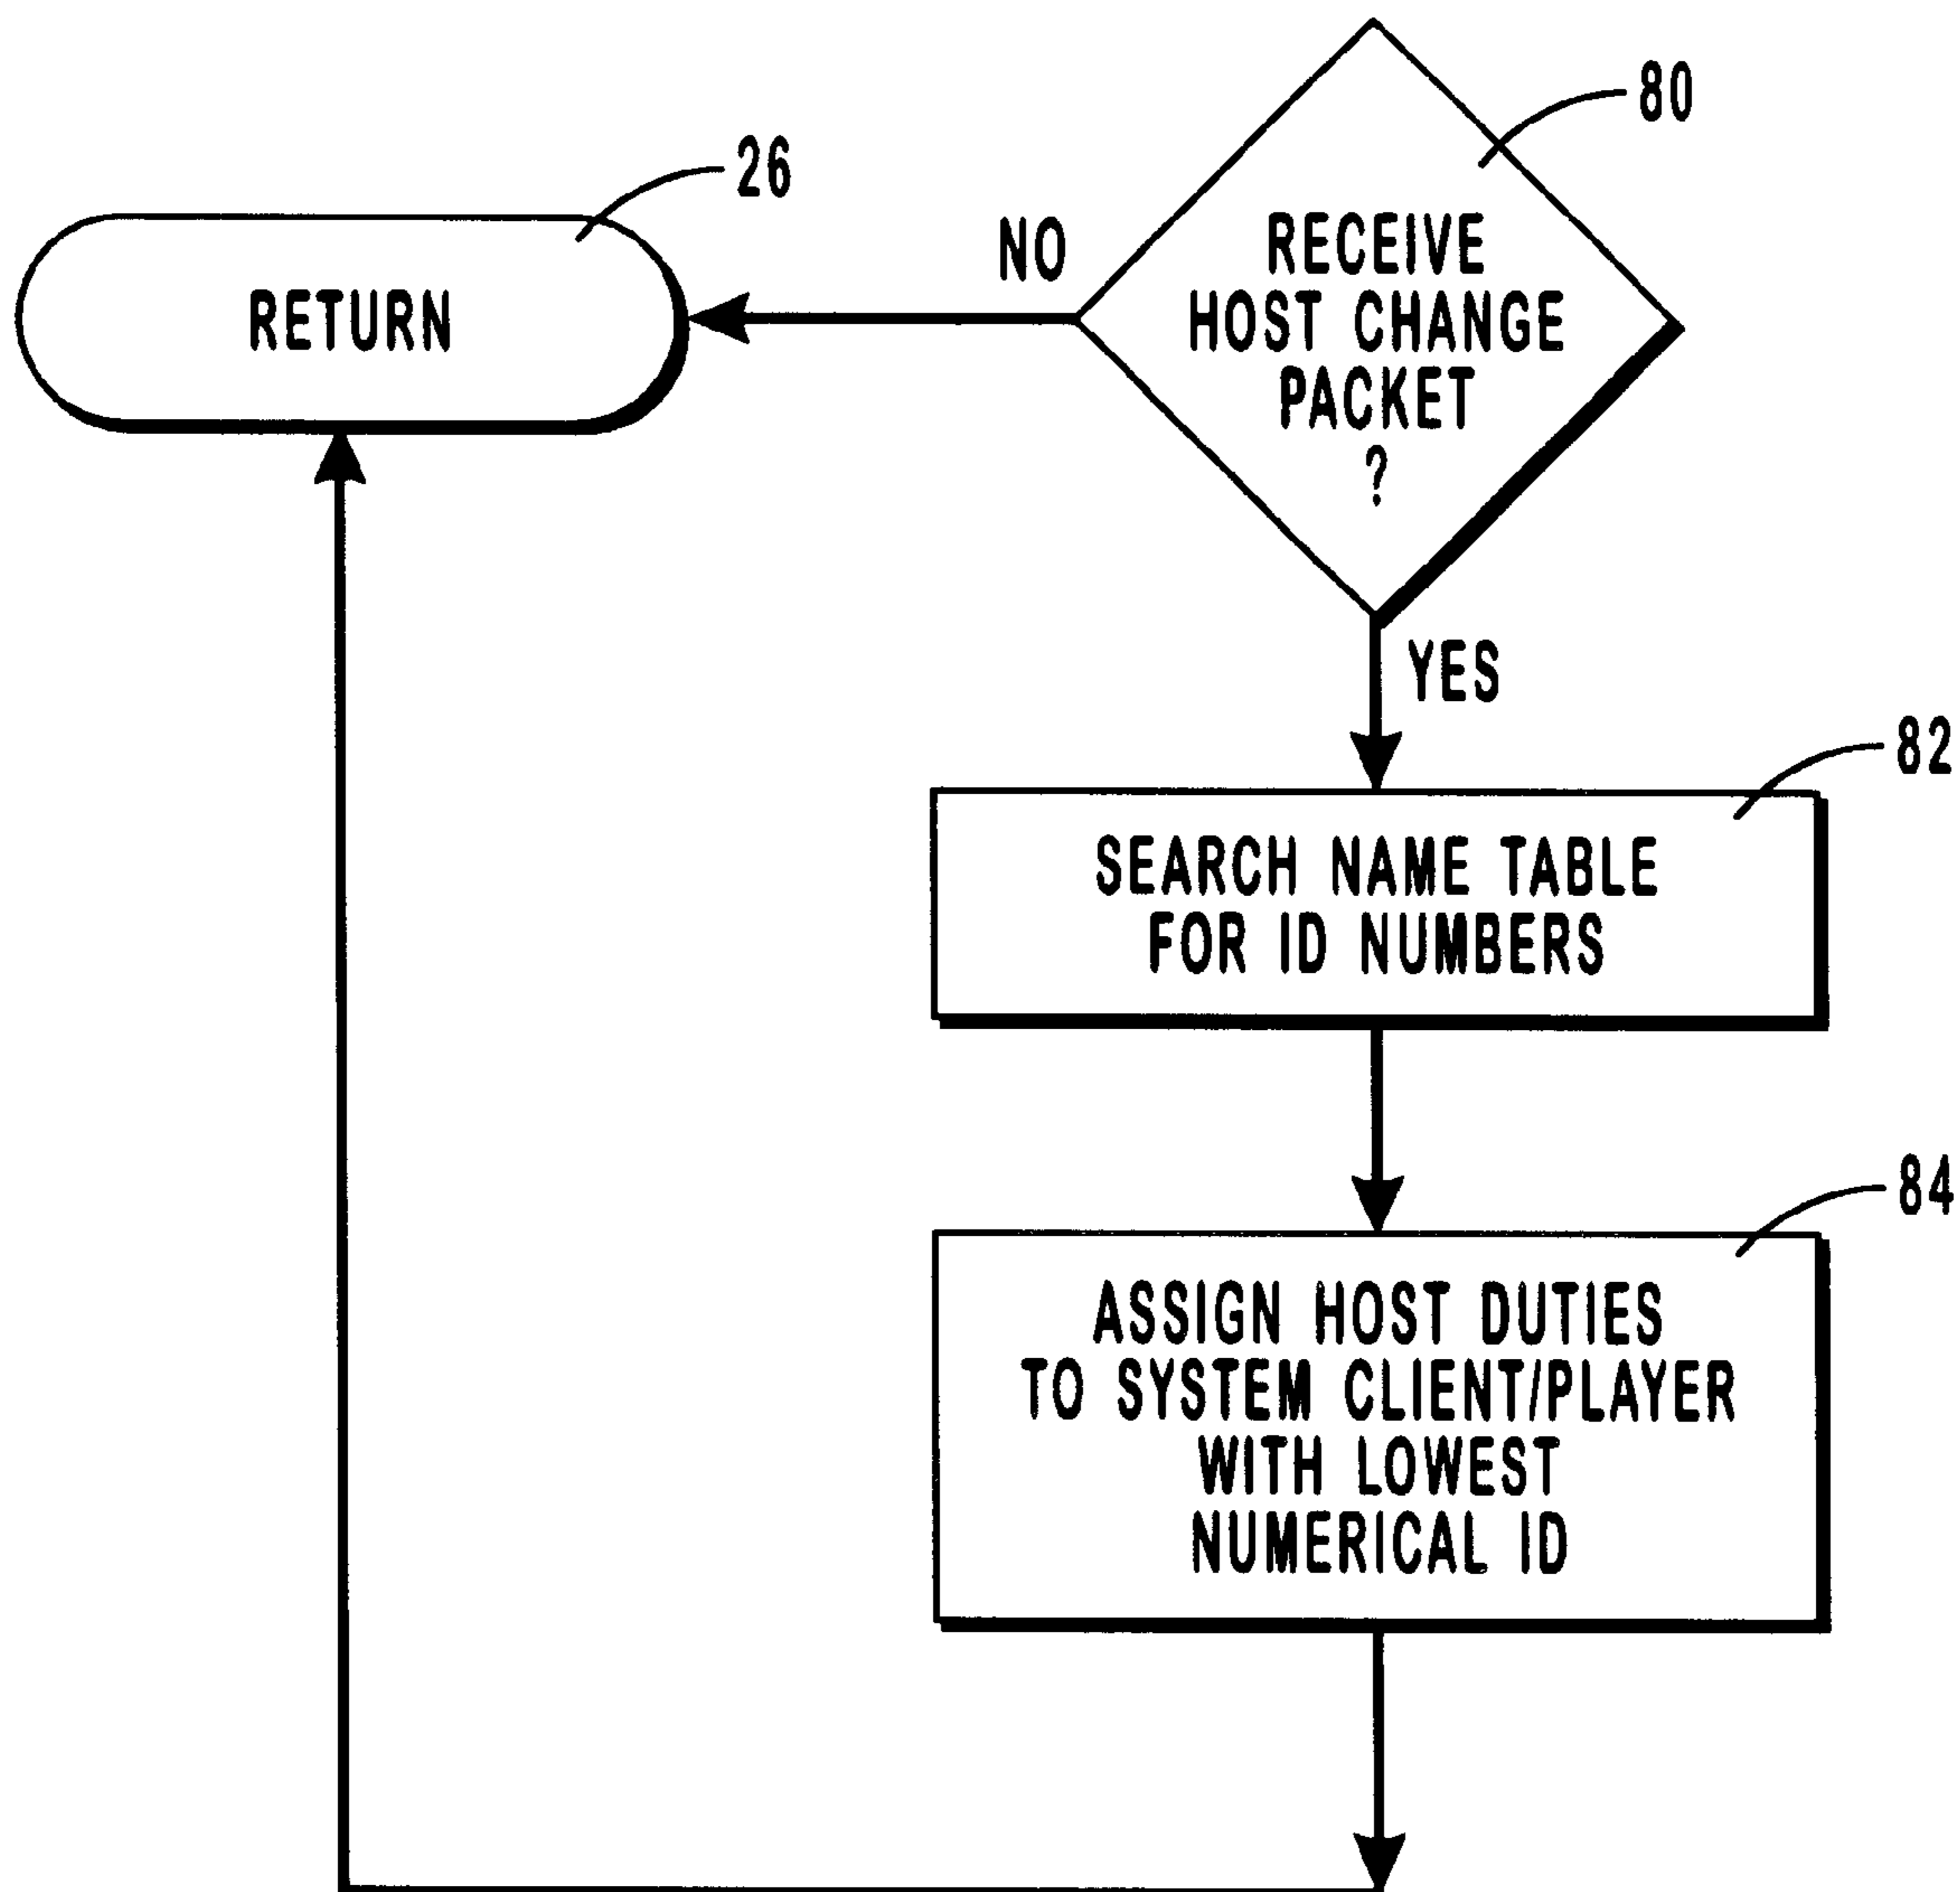 80
RECEIVE
HOST CHANGE
PACKET
?
NO
26
RETURN
YES
82
SEARCH NAME TABLE
FOR ID NUMBERS
84
ASSIGN HOST DUTIES
TO SYSTEM CLIENT/PLAYER
WITH LOWEST
NUMERICAL ID